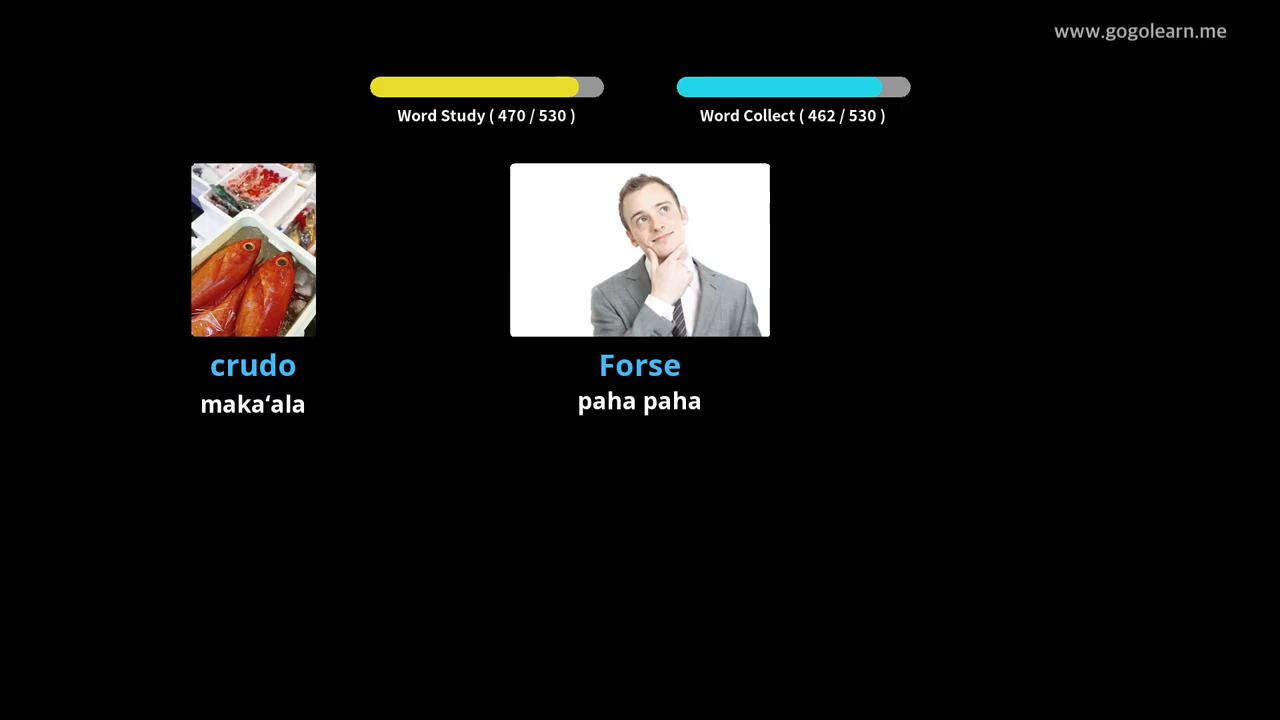 www.gogolearn.me
Word Study ( 470 / 530 )
Word Collect ( 462 / 530 )
crudo
makaʻala
Forse
paha paha